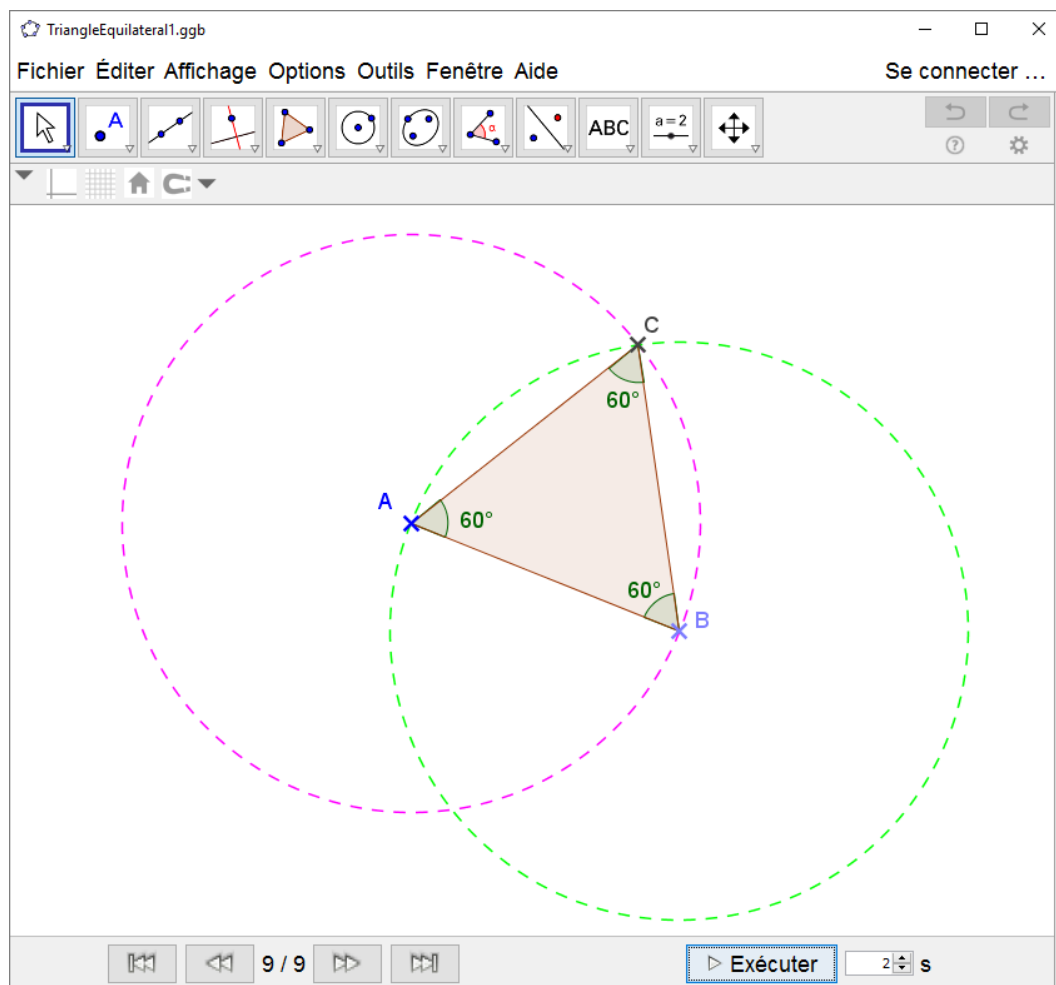 TriangleEquilateral1.ggb
Fichier Éditer Affichage Options Outils Fenêtre Aide Se connecter ...
A α ABC a = 2
C
60°
A
60°
60°
B
9 / 9 Exécuter 2 s